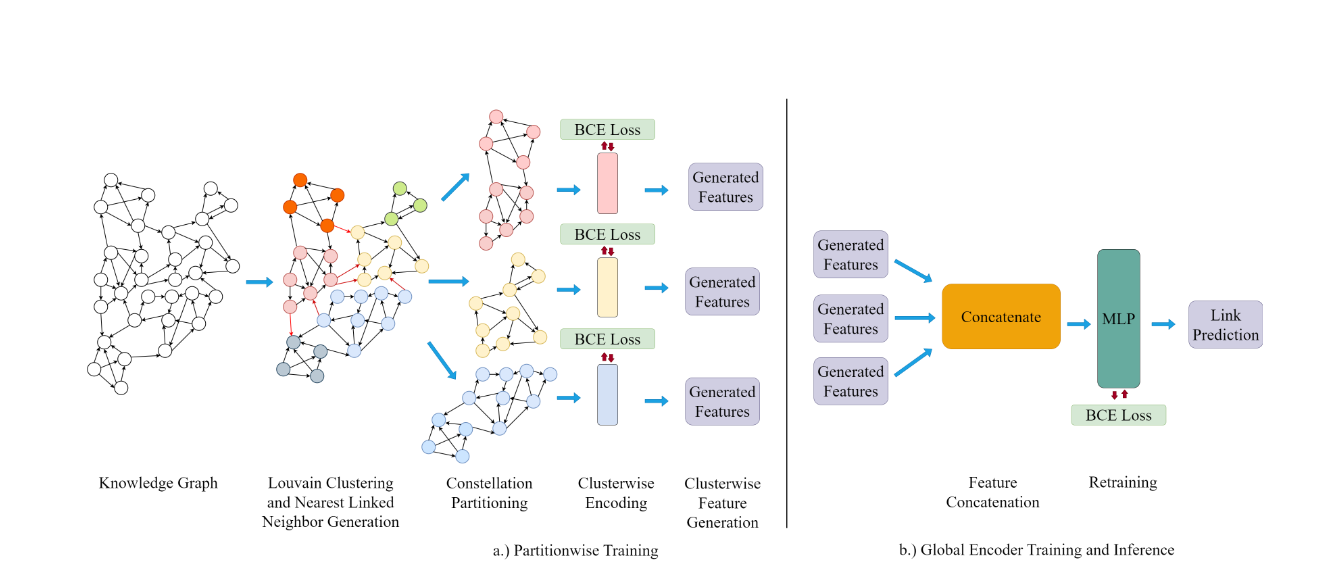 BCE Loss
Generated
Features
BCE Loss
Generated
Features
BCE Loss
Generated
Features
Knowledge Graph
Louvain Clustering
and Nearest Linked
Neighbor Generation
Constellation
Partitioning
Clusterwise
Encoding
Clusterwise
Feature
Generation
a.) Partitionwise Training
Generated
Features
Generated
Features
Generated
Features
Concatenate
MLP
Link
Prediction
BCE Loss
Feature
Concatenation
Retraining
b.) Global Encoder Training and Inference